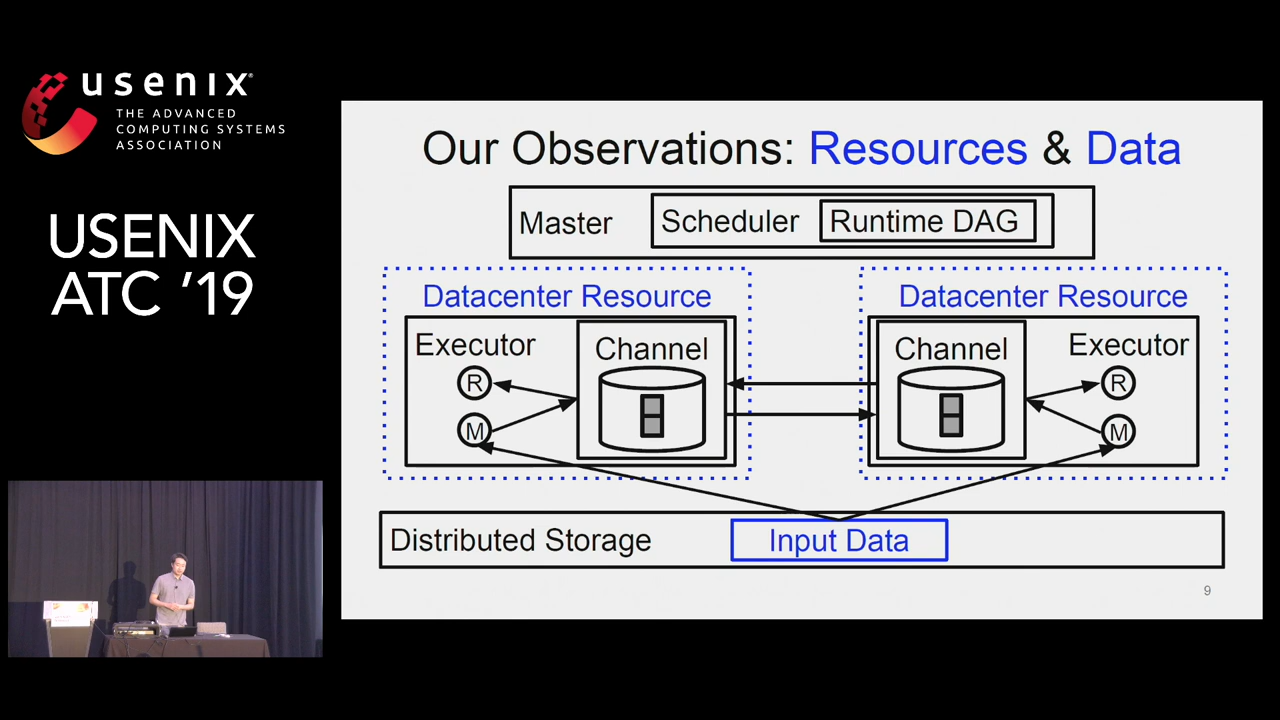 usenix
THE ADVANCED
COMPUTING SYSTEMS
ASSOCIATION
USENIX
ATC '19
Our Observations: Resources & Data
Master
Scheduler
Runtime DAG
Datacenter Resource
Executor
Channel
R
M
Datacenter Resource
Channel
Executor
R
M
Distributed Storage
Input Data
9